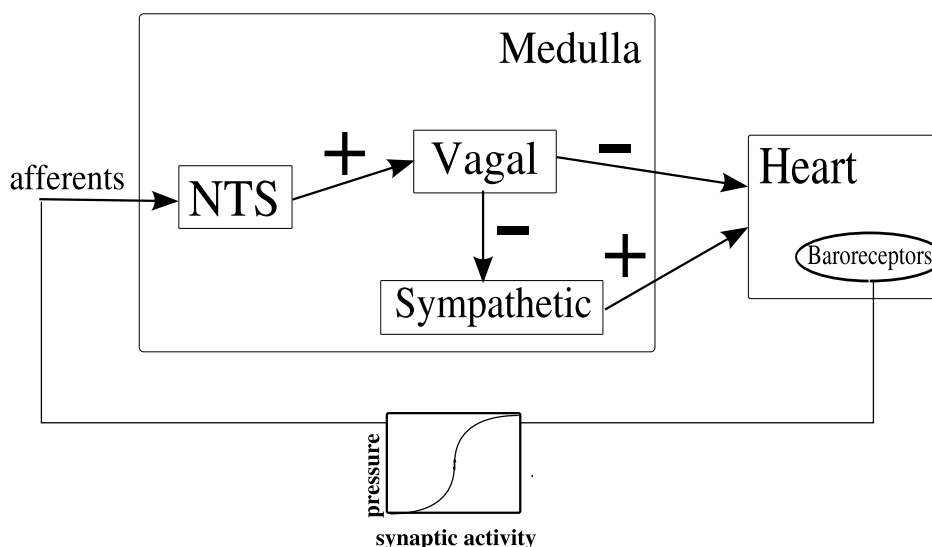 Medulla
afferents
NTS
+
Vagal
-
-
Sympathetic
+
Heart
Baroreceptors
pressure
synaptic activity